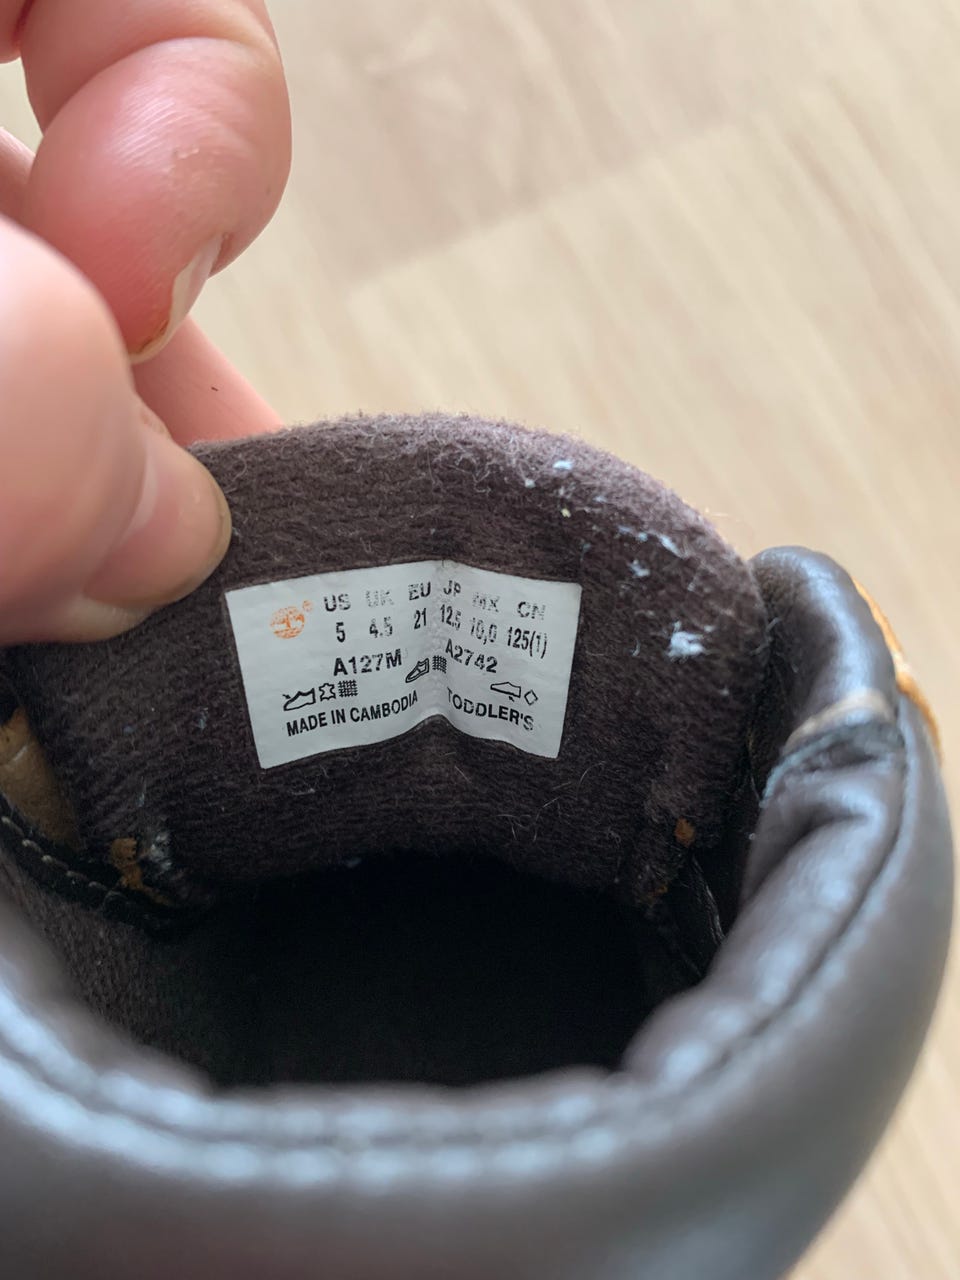 US UK EU JP MX CN
5 4.5 21 12,5 10,0 125(1)
A127M A2742
MADE IN CAMBODIA TODDLER'S